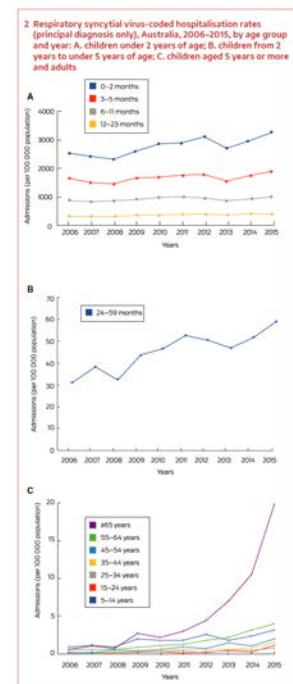 2 Respiratory syncytial virus-coded hospitalisation rates
(principal diagnosis only), Australia, 2006–2015, by age group
and year: A. children under 2 years of age; B. children from 2
years to under 5 years of age; C. children aged 5 years or more
and adults
A
0–2 months
3–5 months
6–11 months
12–23 months
Admissions (per 100 000 population)
4000
3000
2000
1000
0
2006 2007 2008 2009 2010 2011 2012 2013 2014 2015
Years
B
24–59 months
Admissions (per 100 000 population)
70
60
50
40
30
20
10
0
2006 2007 2008 2009 2010 2011 2012 2013 2014 2015
Years
C
≥65 years
55–64 years
45–54 years
35–44 years
25–34 years
15–24 years
5–14 years
Admissions (per 100 000 population)
20
15
10
5
0
2006 2007 2008 2009 2010 2011 2012 2013 2014 2015
Years